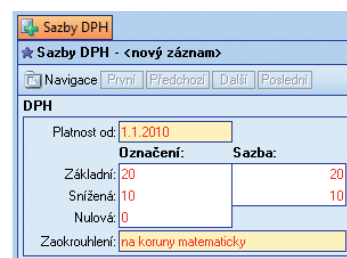 Sazby DPH
Sazby DPH - <nový záznam>
Navigace První Předchozí Další Poslední
DPH
Platnost od: 1.1.2010
Označení: Sazba:
Základní: 20 20
Snížená: 10 10
Nulová: 0
Zaokrouhlení: na koruny matematicky